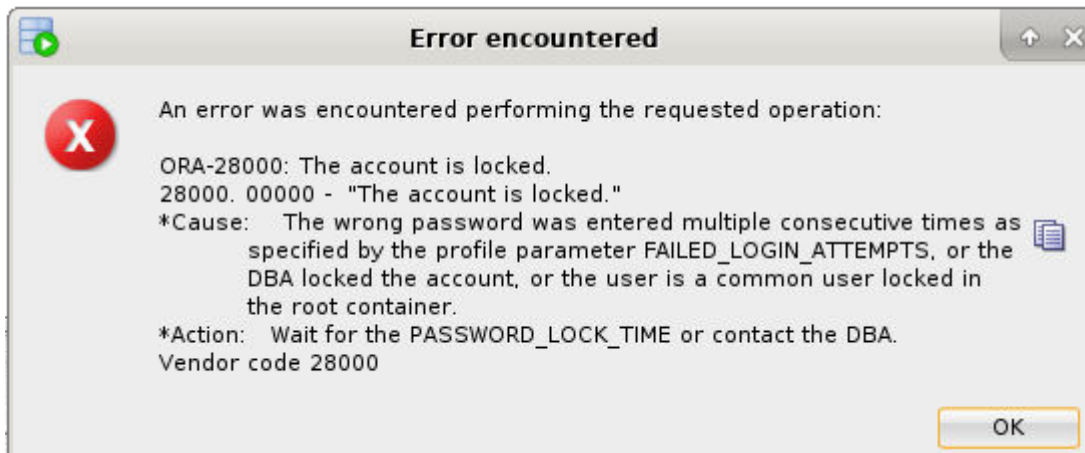 Error encountered
An error was encountered performing the requested operation:
ORA-28000: The account is locked.
28000. 00000 - "The account is locked."
*Cause: The wrong password was entered multiple consecutive times as
specified by the profile parameter FAILED_LOGIN_ATTEMPTS, or the
DBA locked the account, or the user is a common user locked in
the root container.
*Action: Wait for the PASSWORD_LOCK_TIME or contact the DBA.
Vendor code 28000
OK